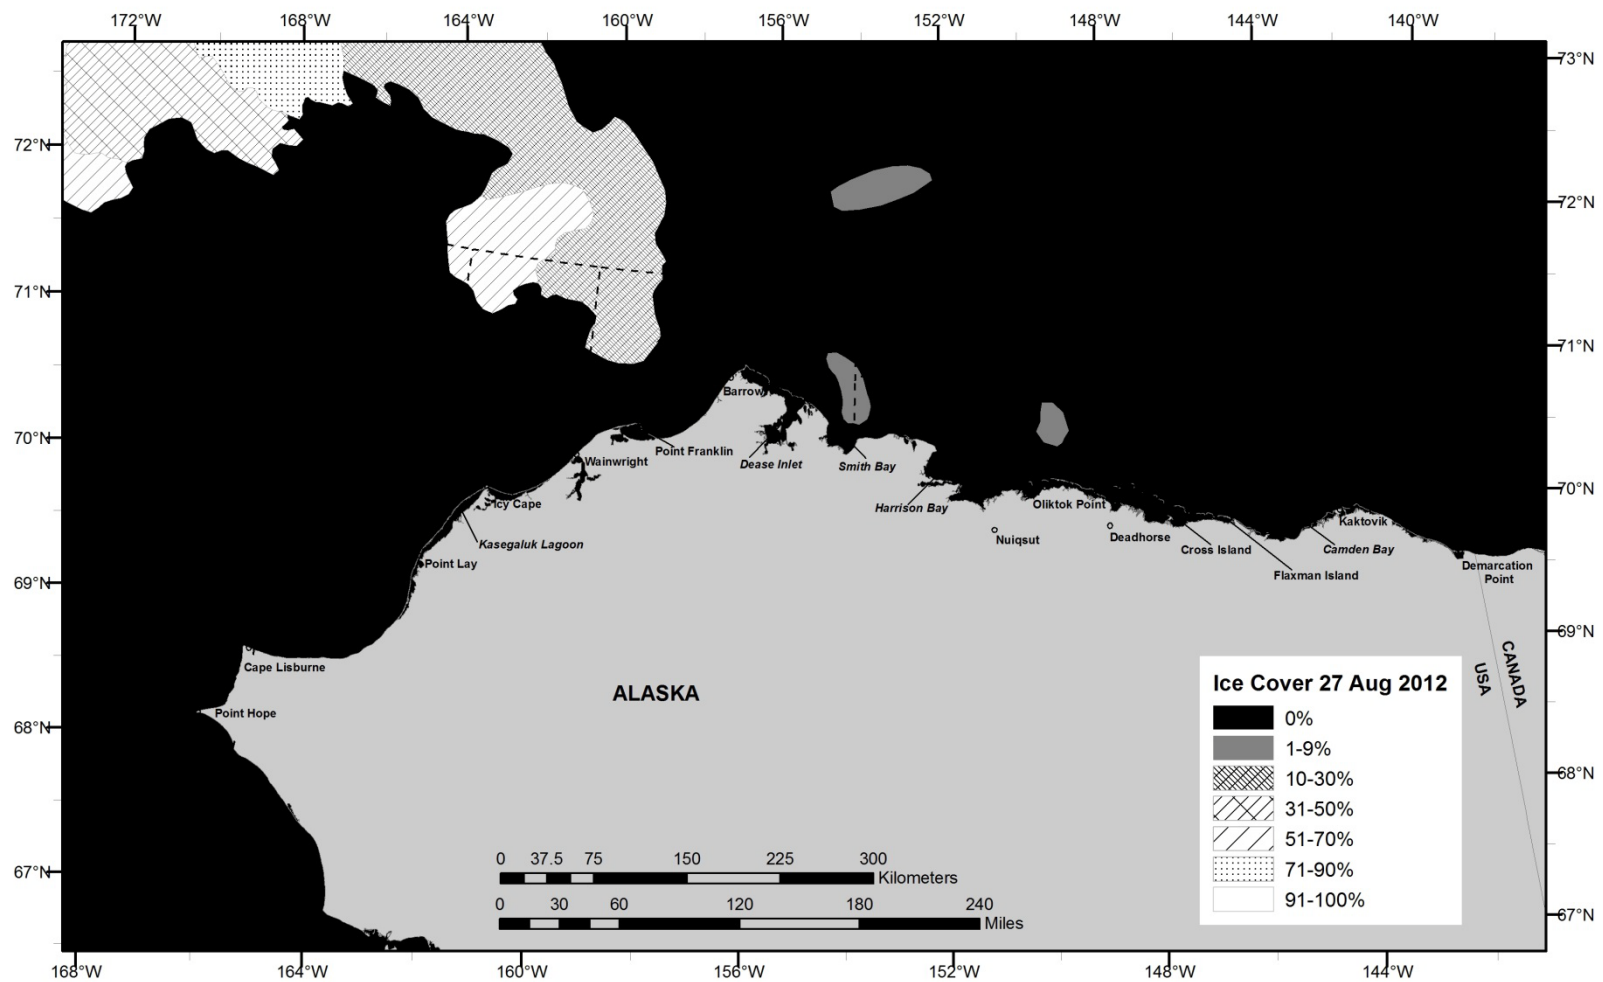 172°W 168°W 164°W 160°W 156°W 152°W 148°W 144°W 140°W
73°N
72°N
72°N
71°N
71°N
Barrow
70°N
Point Franklin
Wainwright
Dease Inlet
Smith Bay
70°N
Icy Cape
Harrison Bay
Oliktok Point
Kaktovik
Nuiqsut
Deadhorse
Kasegaluk Lagoon
Cross Island
Camden Bay
Point Lay
Flaxman Island
Demarcation
Point
69°N
69°N
Cape Lisburne
USA
CANADA
ALASKA
Point Hope
68°N
68°N
Ice Cover 27 Aug 2012
0%
1-9%
10-30%
31-50%
51-70%
71-90%
91-100%
0 37.5 75 150 225 300
Kilometers
0 30 60 120 180 240
Miles
67°N
67°N
168°W 164°W 160°W 156°W 152°W 148°W 144°W